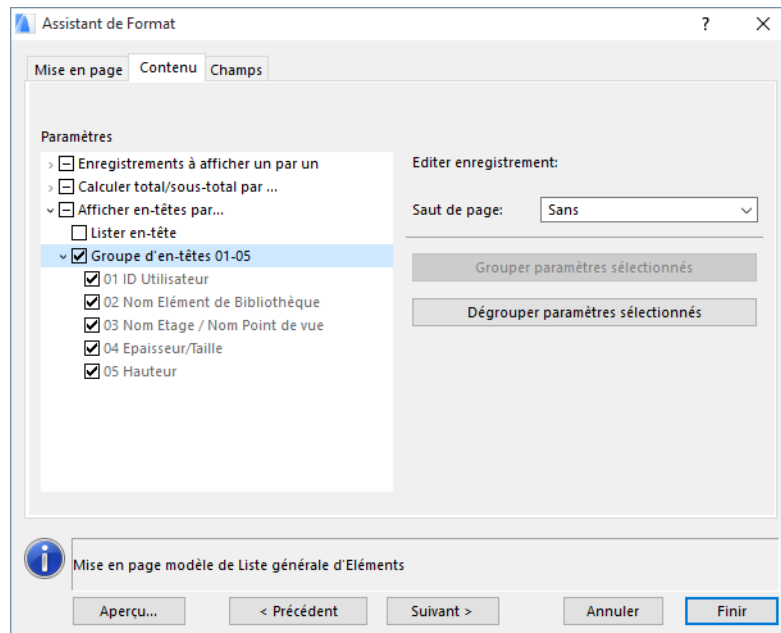 Assistant de Format
?
Mise en page
Contenu
Champs
Paramètres
Enregistrements à afficher un par un
Calculer total/sous-total par ...
Afficher en-têtes par...
Lister en-tête
Groupe d'en-têtes 01-05
01 ID Utilisateur
02 Nom Elément de Bibliothèque
03 Nom Etage / Nom Point de vue
04 Epaisseur/Taille
05 Hauteur
Editer enregistrement:
Saut de page: Sans
Grouper paramètres sélectionnés
Dégrouper paramètres sélectionnés
Mise en page modèle de Liste générale d'Eléments
Aperçu...
< Précédent
Suivant >
Annuler
Finir